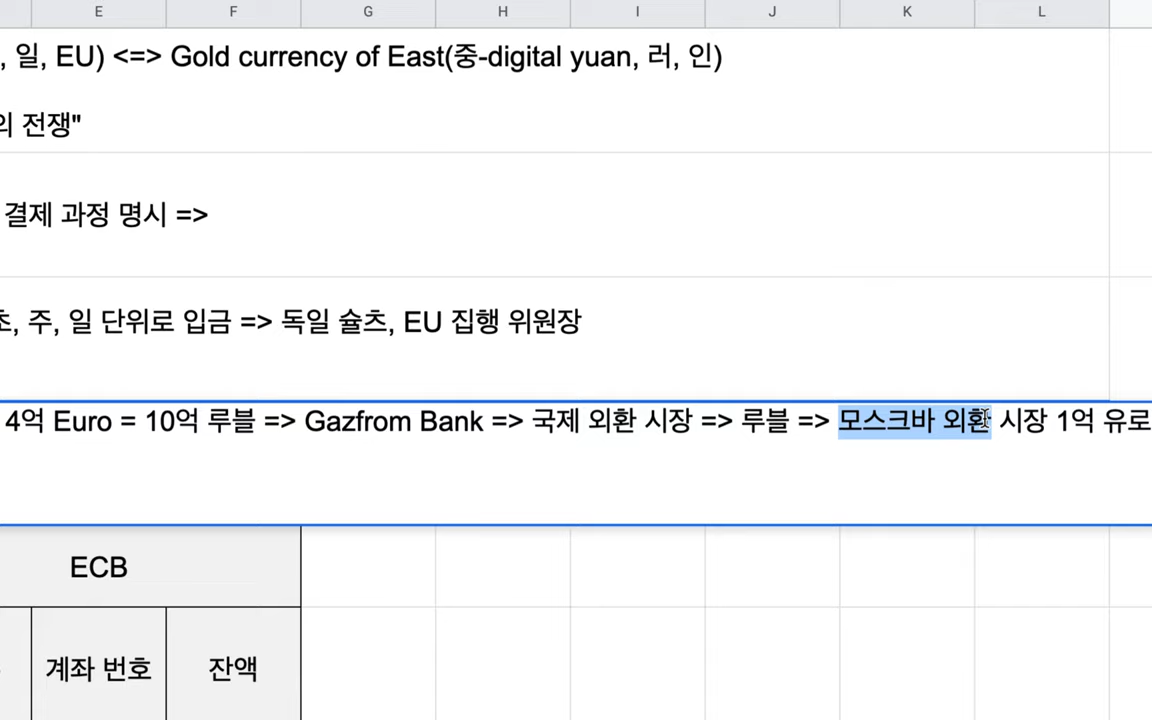 E F G H I J K L
, 일, EU) <=> Gold currency of East(중-digital yuan, 러, 인)
의 전쟁"
결제 과정 명시 =>
초, 주, 일 단위로 입금 => 독일 슐츠, EU 집행 위원장
4억 Euro = 10억 루블 => Gazfrom Bank => 국제 외환 시장 => 루블 => 모스크바 외환 시장 1억 유로
ECB
계좌 번호 잔액